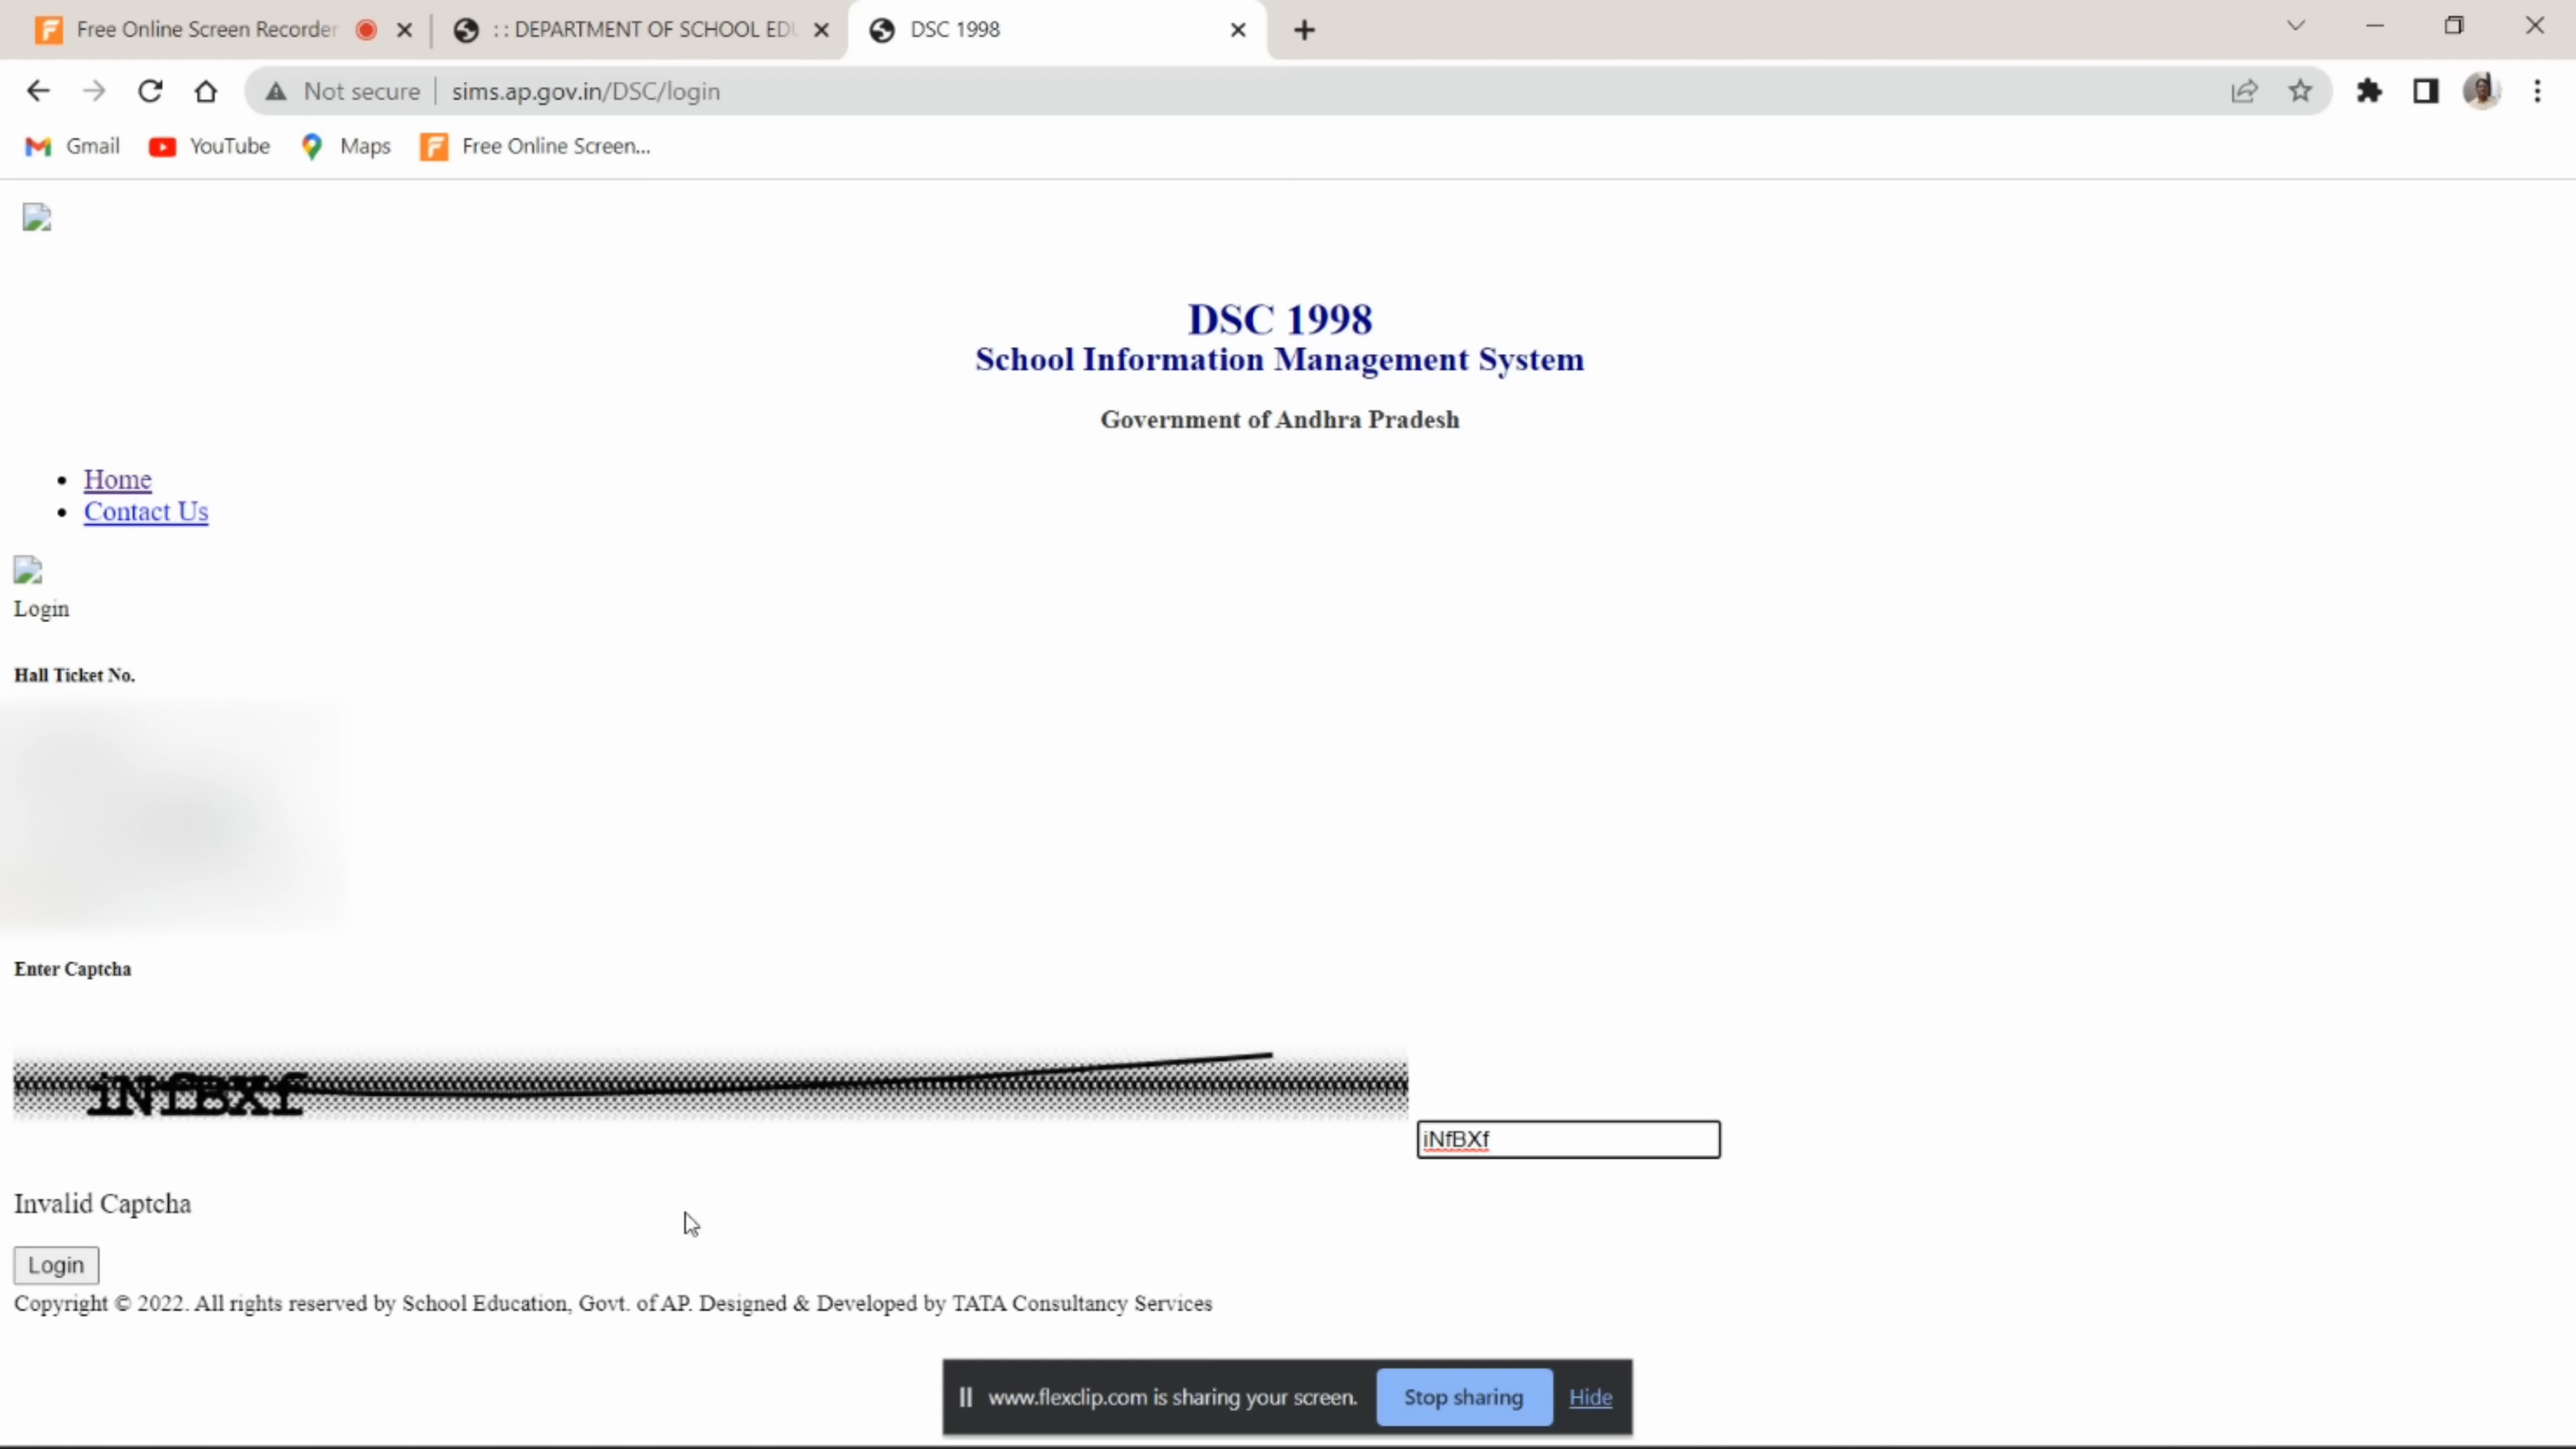 Free Online Screen Recorder
: : DEPARTMENT OF SCHOOL EDU
DSC 1998
Not secure
sims.ap.gov.in/DSC/login
Gmail
YouTube
Maps
Free Online Screen...
DSC 1998
School Information Management System
Government of Andhra Pradesh
Home
Contact Us
Login
Hall Ticket No.
Enter Captcha
iNfBXf
iNfBXf
Invalid Captcha
Login
Copyright © 2022. All rights reserved by School Education, Govt. of AP. Designed & Developed by TATA Consultancy Services
www.flexclip.com is sharing your screen.
Stop sharing
Hide